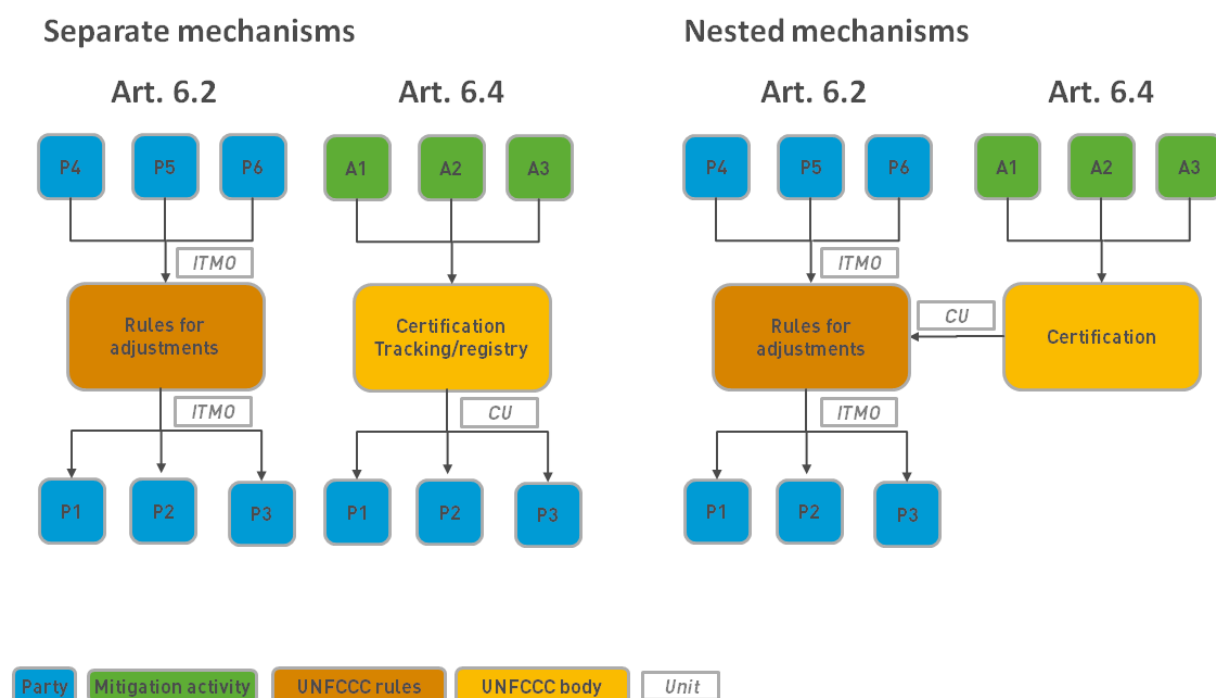 Separate mechanisms
Nested mechanisms
Art. 6.2
Art. 6.4
Art. 6.2
Art. 6.4
P4
P5
P6
A1
A2
A3
P4
P5
P6
A1
A2
A3
ITMO
ITMO
Rules for
adjustments
Certification
Tracking/registry
Rules for
adjustments
CU
Certification
ITMO
CU
ITMO
P1
P2
P3
P1
P2
P3
P1
P2
P3
Party
Mitigation activity
UNFCCC rules
UNFCCC body
Unit